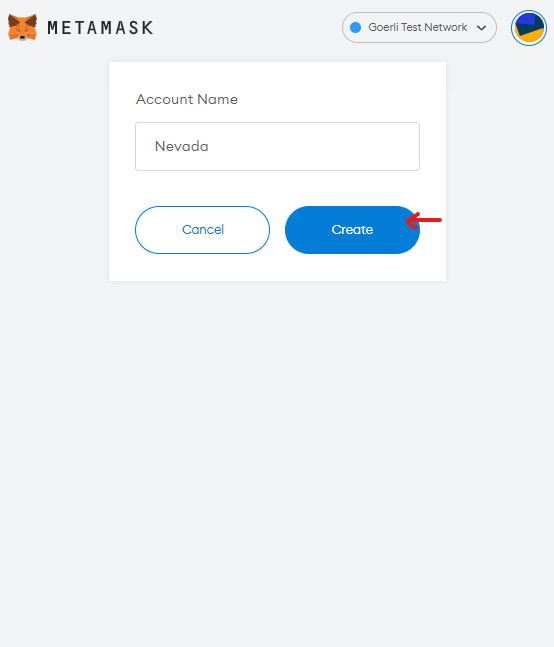 METAMASK
Goerli Test Network
Account Name
Nevada
Cancel
Create